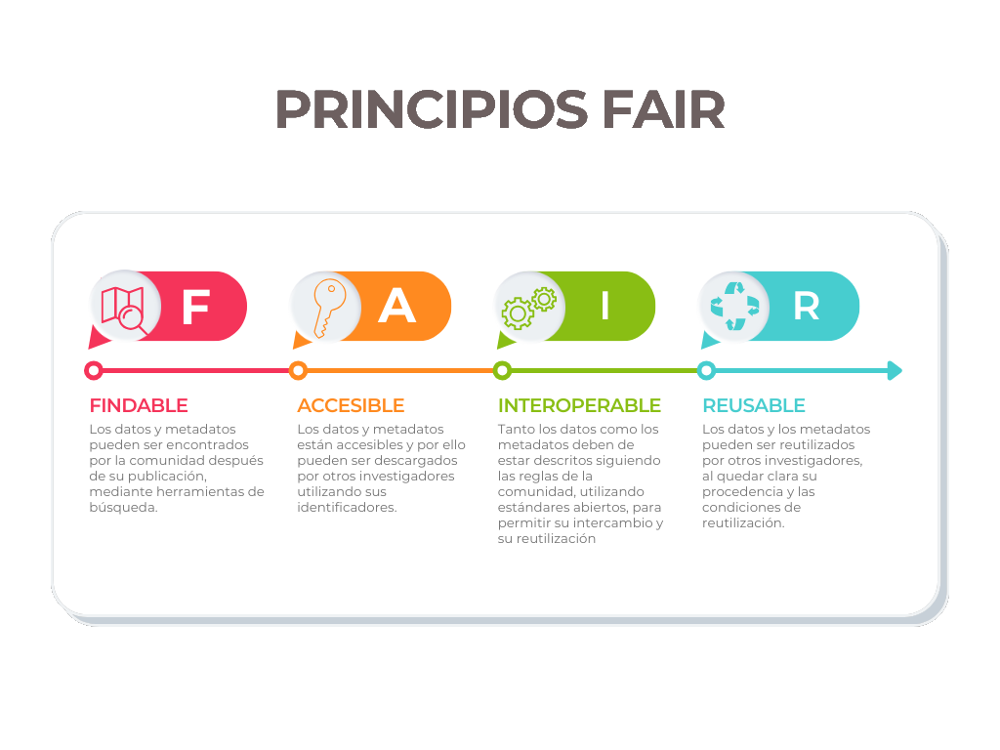 PRINCIPIOS FAIR
F
A
I
R
FINDABLE
Los datos y metadatos
pueden ser encontrados
por la comunidad después
de su publicación,
mediante herramientas de
búsqueda.
ACCESIBLE
Los datos y metadatos
están accesibles y por ello
pueden ser descargados
por otros investigadores
utilizando sus
identificadores.
INTEROPERABLE
Tanto los datos como los
metadatos deben de
estar descritos siguiendo
las reglas de la
comunidad, utilizando
estándares abiertos, para
permitir su intercambio y
su reutilización
REUSABLE
Los datos y los metadatos
pueden ser reutilizados
por otros investigadores,
al quedar clara su
procedencia y las
condiciones de
reutilización.